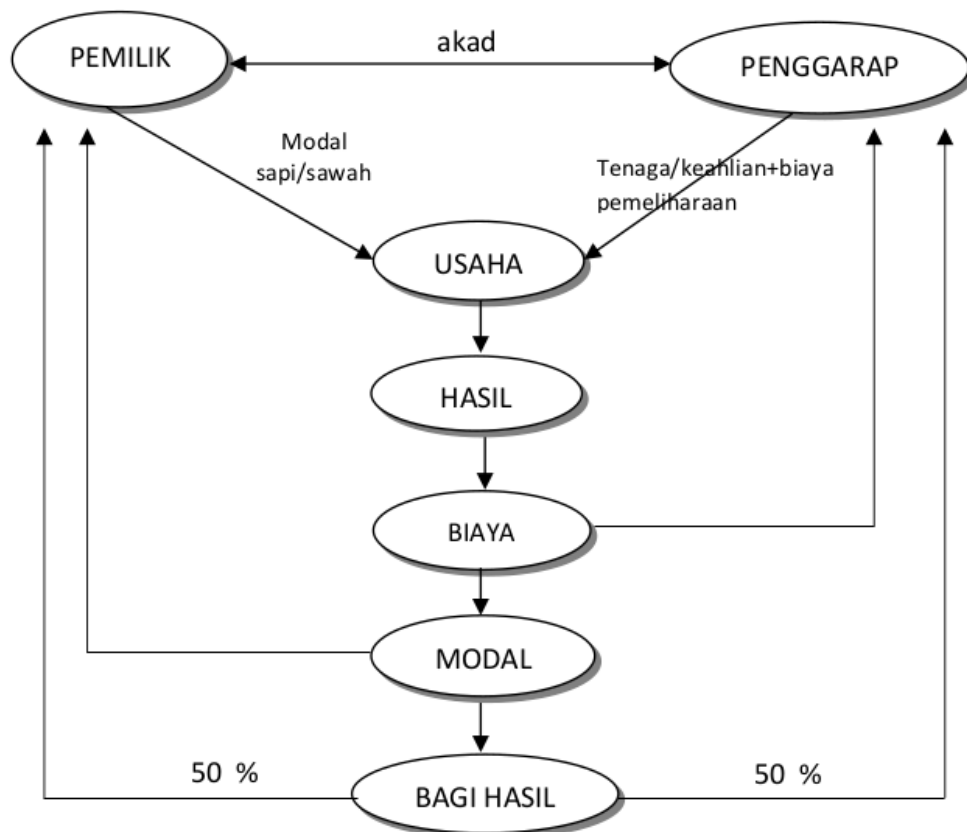 PEMILIK
akad
PENGGARAP
Modal
sapi/sawah
Tenaga/keahlian+biaya
pemeliharaan
USAHA
HASIL
BIAYA
MODAL
50 %
BAGI HASIL
50 %